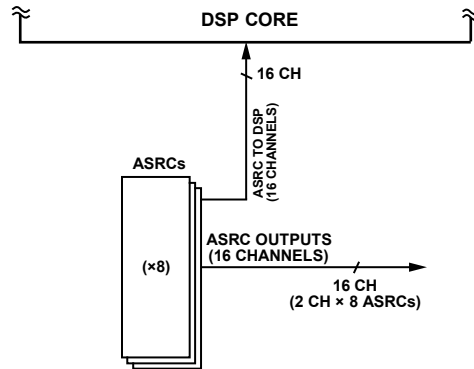 DSP CORE
16 CH
ASRC TO DSP
(16 CHANNELS)
ASRCs
(×8)
ASRC OUTPUTS
(16 CHANNELS)
16 CH
(2 CH × 8 ASRCs)